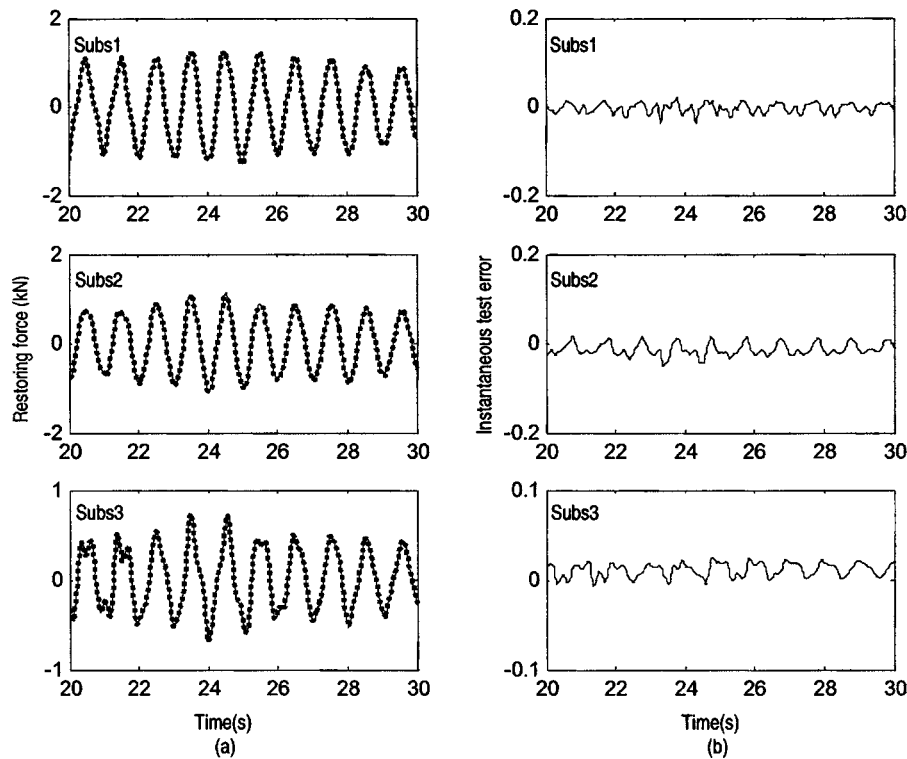 2
Subs1
0
-2
20 22 24 26 28 30
2
Subs2
0
-2
20 22 24 26 28 30
1
Subs3
0
-1
20 22 24 26 28 30
Restoring force (kN)
Time(s)
(a)
0.2
Subs1
0
-0.2
20 22 24 26 28 30
0.2
Subs2
0
-0.2
20 22 24 26 28 30
0.1
Subs3
0
-0.1
20 22 24 26 28 30
Instantaneous test error
Time(s)
(b)